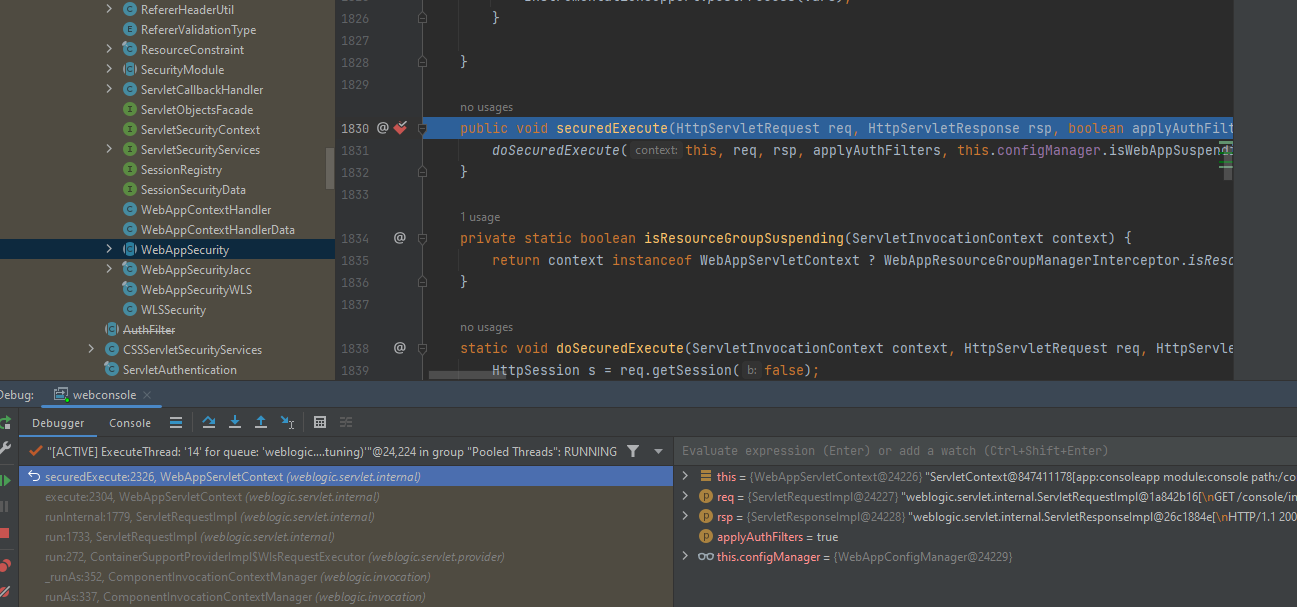 RefererHeaderUtil
RefererValidationType
ResourceConstraint
SecurityModule
ServletCallbackHandler
ServletObjectsFacade
ServletSecurityContext
ServletSecurityServices
SessionRegistry
SessionSecurityData
WebAppContextHandler
WebAppContextHandlerData
WebAppSecurity
WebAppSecurityJacc
WebAppSecurityWLS
WLSSecurity
AuthFilter
CSSServletSecurityServices
ServletAuthentication
1826 }
1827
1828 }
1829
no usages
1830 @ public void securedExecute(HttpServletRequest req, HttpServletResponse rsp, boolean applyAuthFilt
1831 doSecuredExecute( context: this, req, rsp, applyAuthFilters, this.configManager.isWebAppSuspend
1832 }
1833
1 usage
1834 @ private static boolean isResourceGroupSuspending(ServletInvocationContext context) {
1835 return context instanceof WebAppServletContext ? WebAppResourceGroupManagerInterceptor.isReso
1836 }
1837
no usages
1838 @ static void doSecuredExecute(ServletInvocationContext context, HttpServletRequest req, HttpServle
1839 HttpSession s = req.getSession( b: false);
Debug: webconsole
Debugger Console
"[ACTIVE] ExecuteThread: '14' for queue: 'weblogic....tuning)'"@24,224 in group "Pooled Threads": RUNNING
securedExecute:2326, WebAppServletContext (weblogic.servlet.internal)
execute:2304, WebAppServletContext (weblogic.servlet.internal)
runInternal:1779, ServletRequestImpl (weblogic.servlet.internal)
run:1733, ServletRequestImpl (weblogic.servlet.internal)
run:272, ContainerSupportProviderImpl$WlsRequestExecutor (weblogic.servlet.provider)
_runAs:352, ComponentInvocationContextManager (weblogic.invocation)
runAs:337, ComponentInvocationContextManager (weblogic.invocation)
Evaluate expression (Enter) or add a watch (Ctrl+Shift+Enter)
this = {WebAppServletContext@24226} "ServletContext@847411178[app:consoleapp module:console path:/co
req = {ServletRequestImpl@24227} "weblogic.servlet.internal.ServletRequestImpl@1a842b16[\nGET /console/in
rsp = {ServletResponseImpl@24228} "weblogic.servlet.internal.ServletResponseImpl@26c1884e[\nHTTP/1.1 200
applyAuthFilters = true
this.configManager = {WebAppConfigManager@24229}